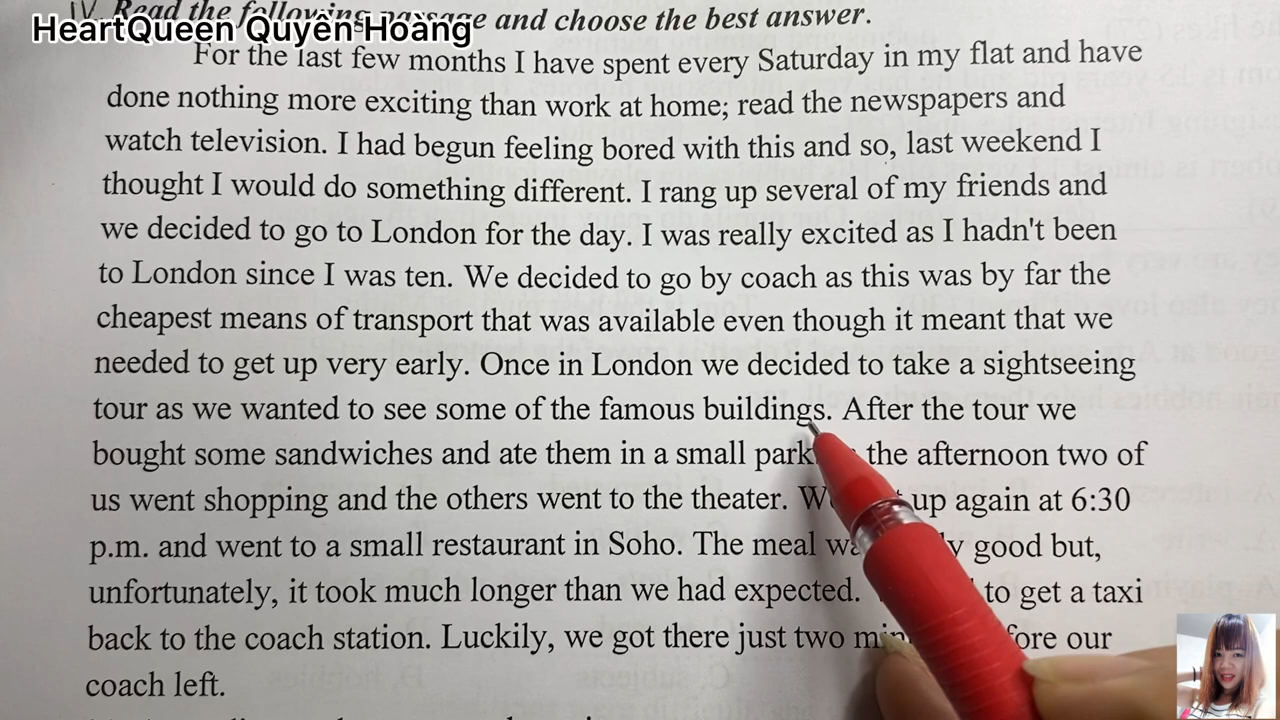 IV. Read the following passage and choose the best answer.
HeartQueen Quyên Hoàng
For the last few months I have spent every Saturday in my flat and have
done nothing more exciting than work at home; read the newspapers and
watch television. I had begun feeling bored with this and so, last weekend I
thought I would do something different. I rang up several of my friends and
we decided to go to London for the day. I was really excited as I hadn't been
to London since I was ten. We decided to go by coach as this was by far the
cheapest means of transport that was available even though it meant that we
needed to get up very early. Once in London we decided to take a sightseeing
tour as we wanted to see some of the famous buildings. After the tour we
bought some sandwiches and ate them in a small park the afternoon two of
us went shopping and the others went to the theater. up again at 6:30
p.m. and went to a small restaurant in Soho. The meal good but,
unfortunately, it took much longer than we had expected. to get a taxi
back to the coach station. Luckily, we got there just two our
coach left.